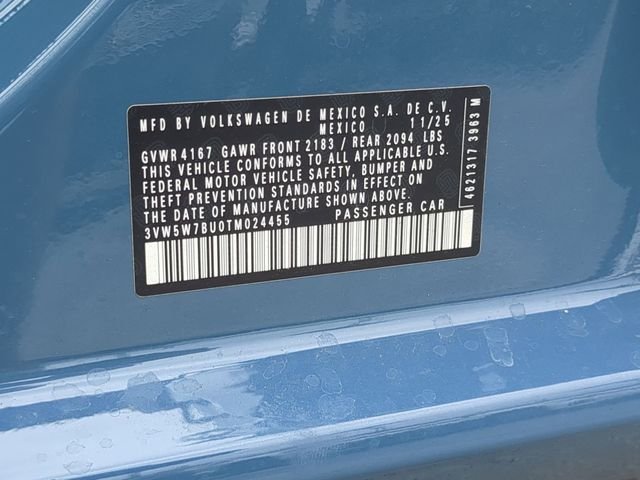 MFD BY VOLKSWAGEN DE MEXICO S.A. DE C.V.
MEXICO 11/25
GVWR4167 GAWR FRONT 2183 / REAR 2094 LBS
THIS VEHICLE CONFORMS TO ALL APPLICABLE U.S.
FEDERAL MOTOR VEHICLE SAFETY, BUMPER AND
THEFT PREVENTION STANDARDS IN EFFECT ON
THE DATE OF MANUFACTURE SHOWN ABOVE
3VW5W7BU0TM024455 PASSENGER CAR
4621317 3963 M